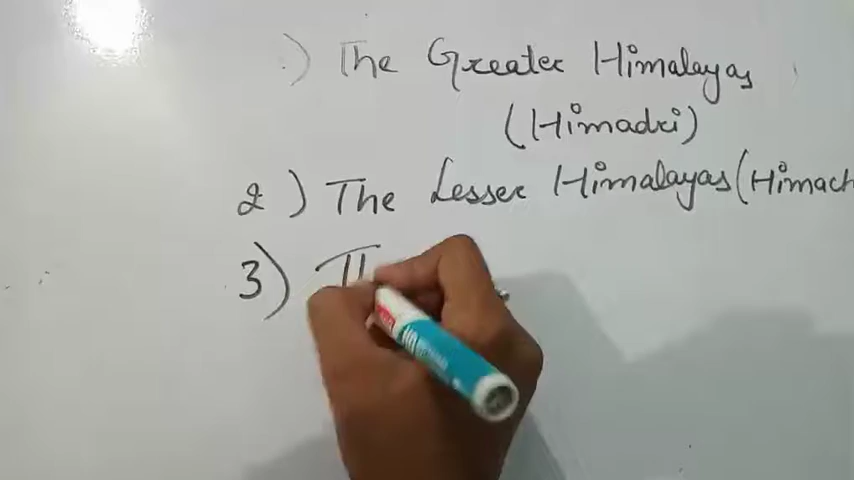 ) The Greater Himalayas
(Himadri)
2) The Lesser Himalayas (Himach
3)